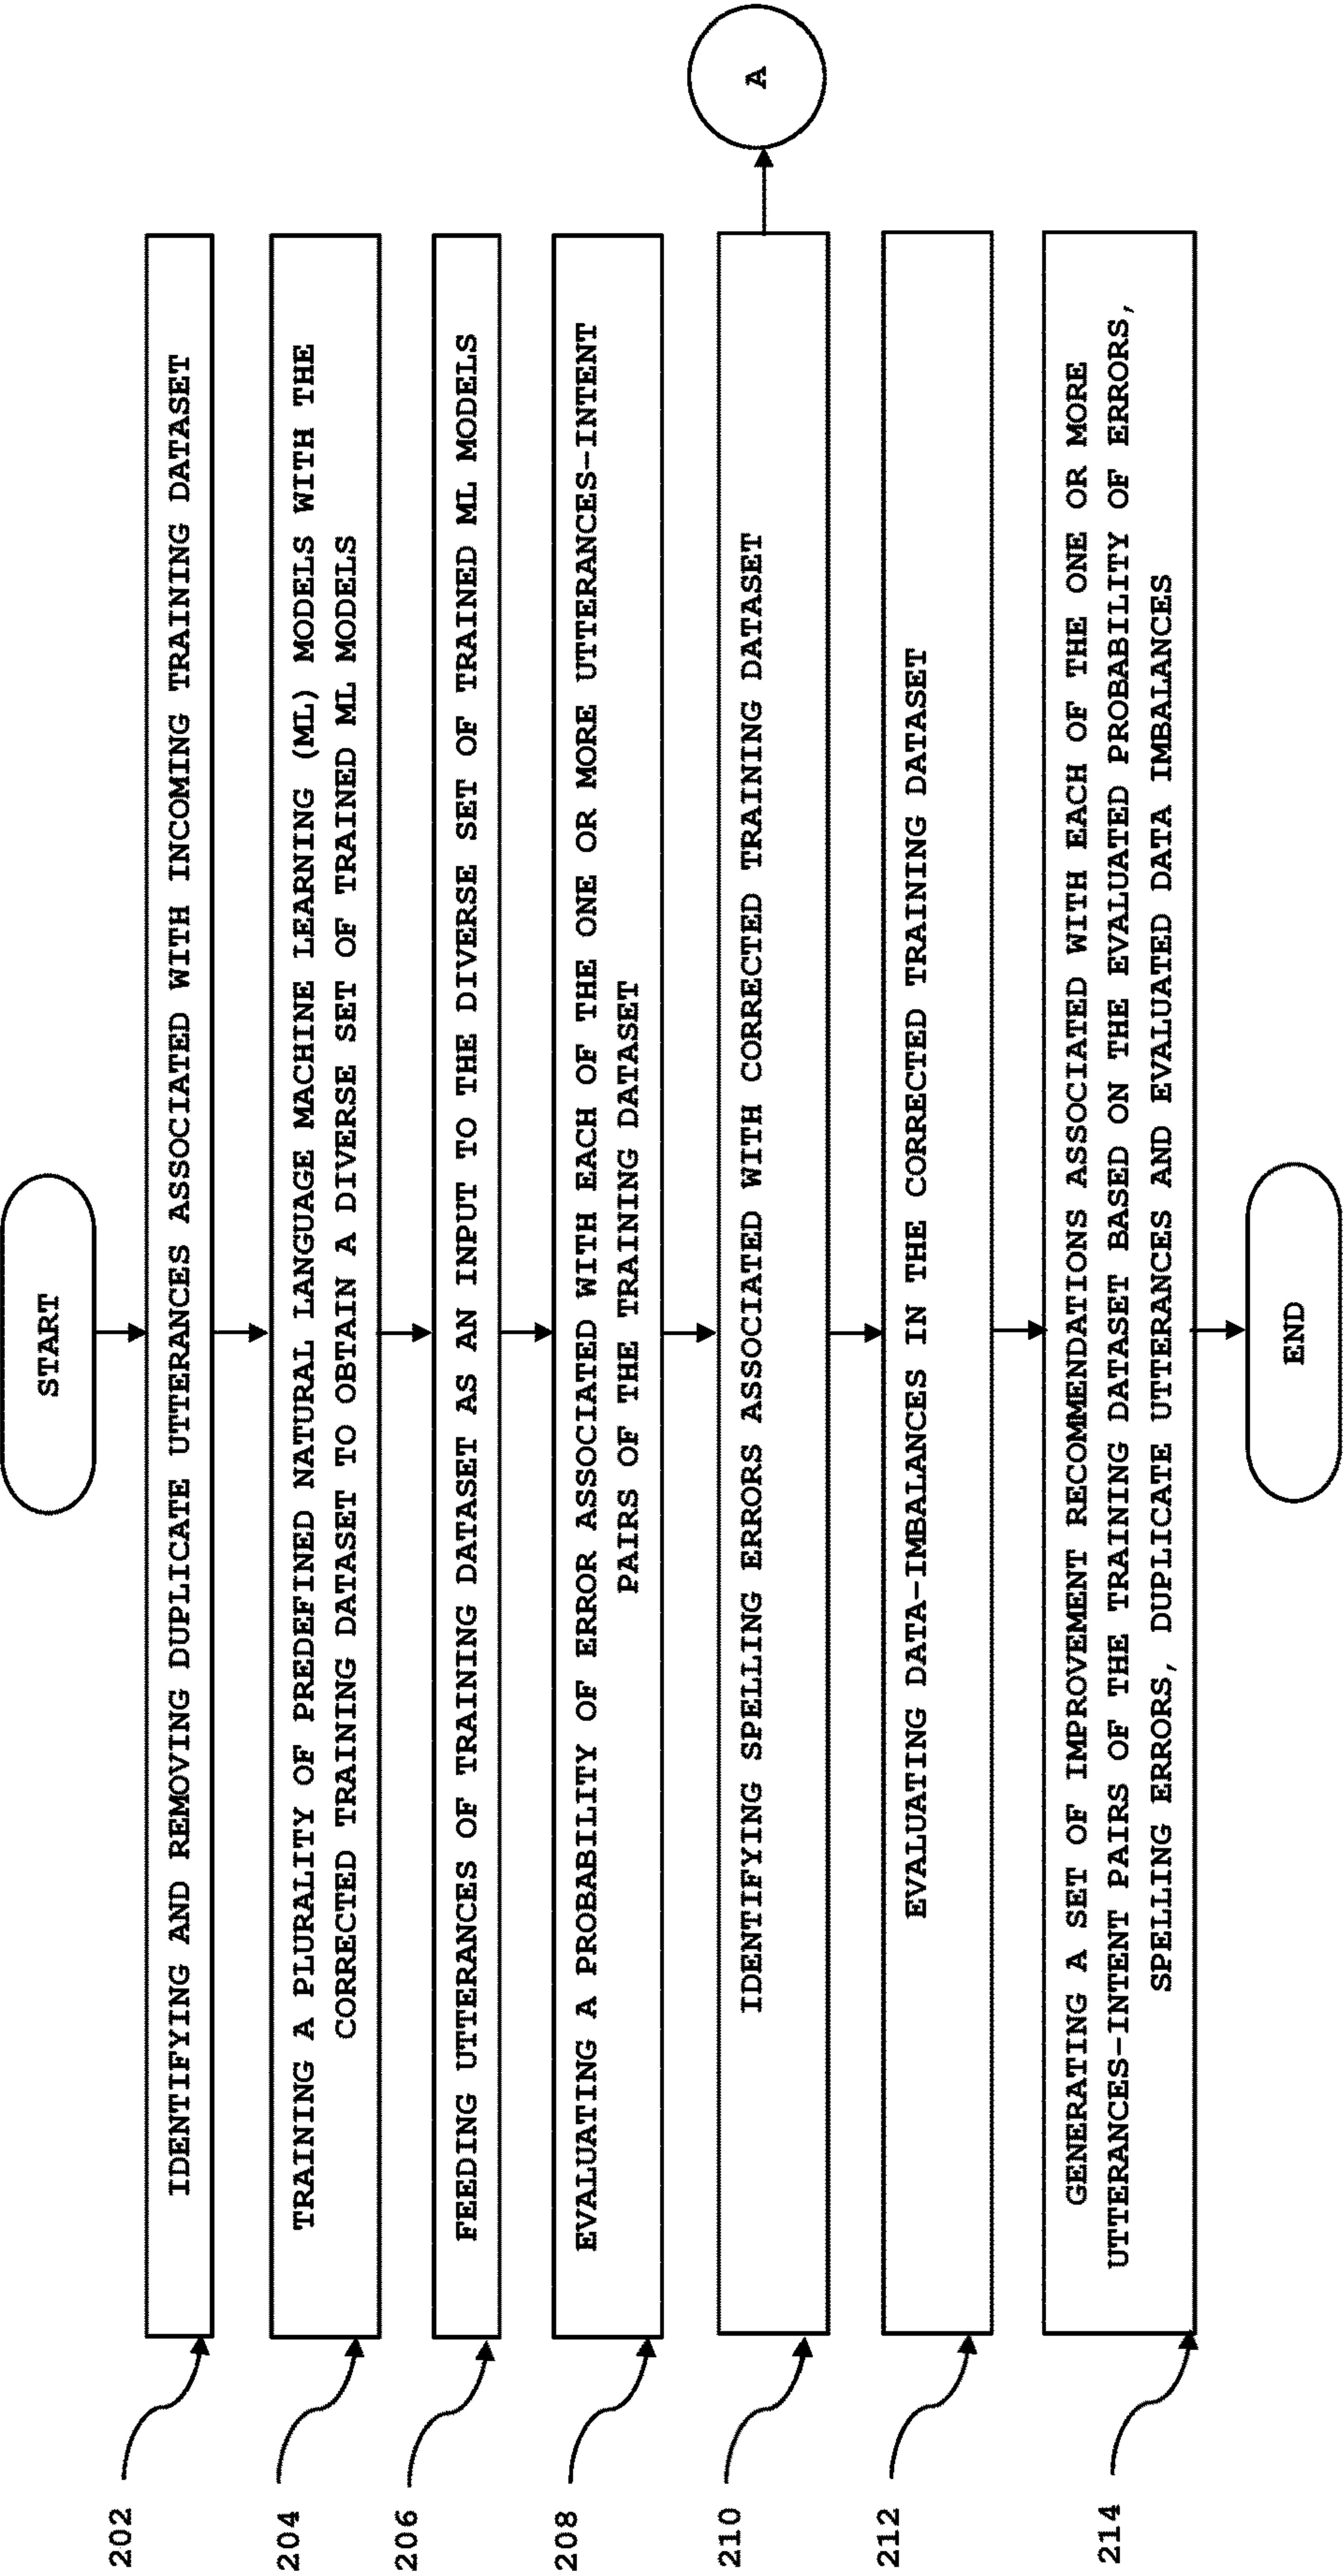 START
202
IDENTIFYING AND REMOVING DUPLICATE UTTERANCES ASSOCIATED WITH INCOMING TRAINING DATASET
204
TRAINING A PLURALITY OF PREDEFINED NATURAL LANGUAGE MACHINE LEARNING (ML) MODELS WITH THE
CORRECTED TRAINING DATASET TO OBTAIN A DIVERSE SET OF TRAINED ML MODELS
206
FEEDING UTTERANCES OF TRAINING DATASET AS AN INPUT TO THE DIVERSE SET OF TRAINED ML MODELS
208
EVALUATING A PROBABILITY OF ERROR ASSOCIATED WITH EACH OF THE ONE OR MORE UTTERANCES-INTENT
PAIRS OF THE TRAINING DATASET
210
IDENTIFYING SPELLING ERRORS ASSOCIATED WITH CORRECTED TRAINING DATASET
A
212
EVALUATING DATA-IMBALANCES IN THE CORRECTED TRAINING DATASET
214
GENERATING A SET OF IMPROVEMENT RECOMMENDATIONS ASSOCIATED WITH EACH OF THE ONE OR MORE
UTTERANCES-INTENT PAIRS OF THE TRAINING DATASET BASED ON THE EVALUATED PROBABILITY OF ERRORS,
SPELLING ERRORS, DUPLICATE UTTERANCES AND EVALUATED DATA IMBALANCES
END